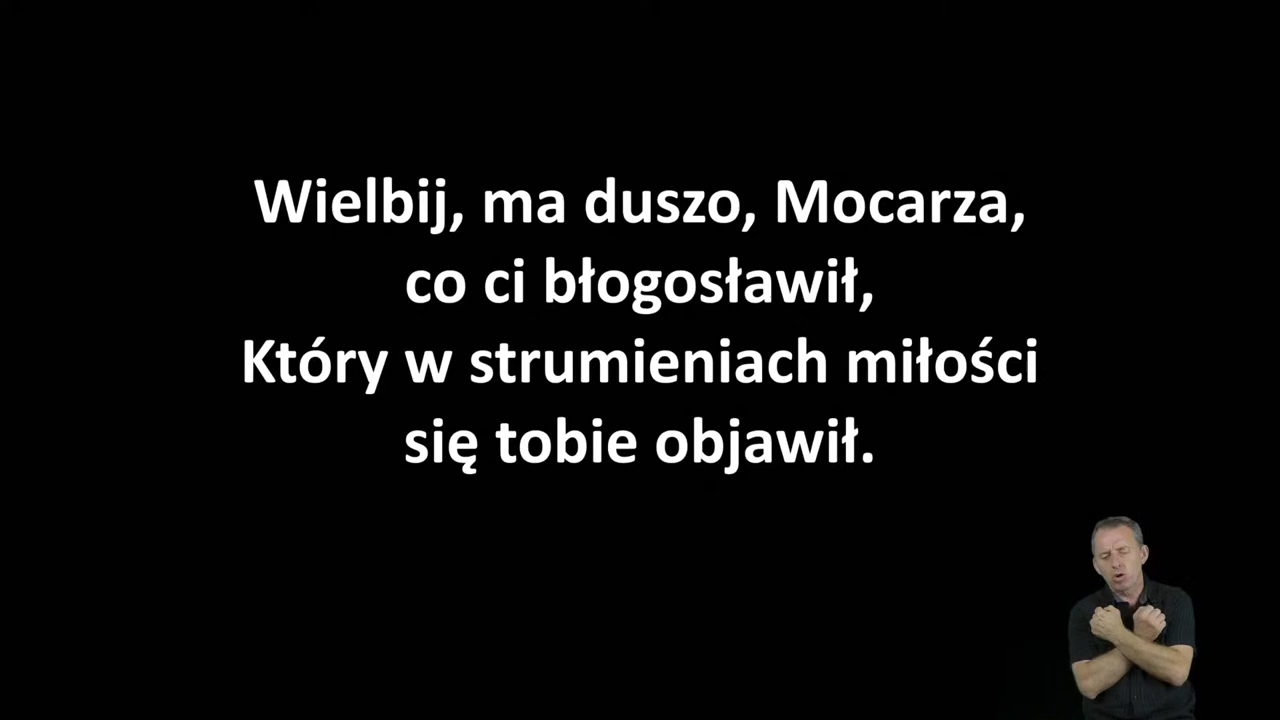 Wielbij, ma duszo, Mocarza,
co ci błogosławił,
Który w strumieniach miłości
się tobie objawił.